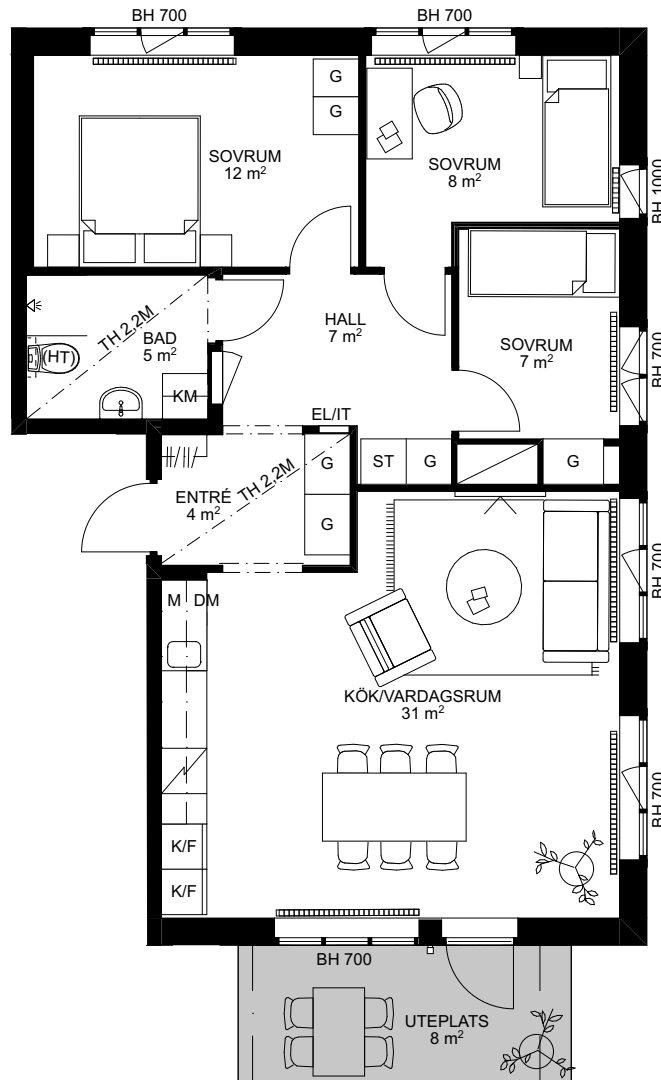 BH 700
BH 700
G
G
SOVRUM
12 m²
SOVRUM
8 m²
BH 1000
TH 2,2M
BAD
5 m²
(HT)
KM
HALL
7 m²
SOVRUM
7 m²
BH 700
EL/IT
ENTRÉ
4 m²
TH 2,2M
G
G
ST
G
G
BH 700
M
DM
KÖK/VARDAGSRUM
31 m²
BH 700
K/F
K/F
BH 700
UTEPLATS
8 m²